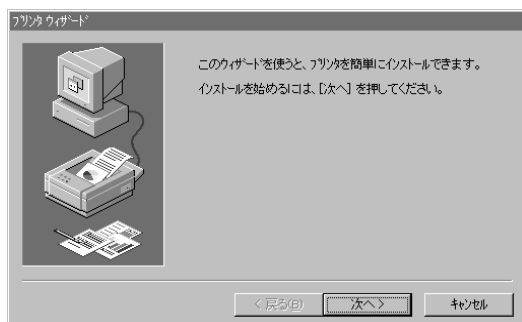 ﾌﾟﾘﾝﾀ ｳｨｻﾞｰﾄﾞ
このｳｨｻﾞｰﾄﾞを使うと、ﾌﾟﾘﾝﾀを簡単にｲﾝｽﾄｰﾙできます。
ｲﾝｽﾄｰﾙを始めるには、[次へ] を押してください。
< 戻る(B)
次へ >
ｷｬﾝｾﾙ